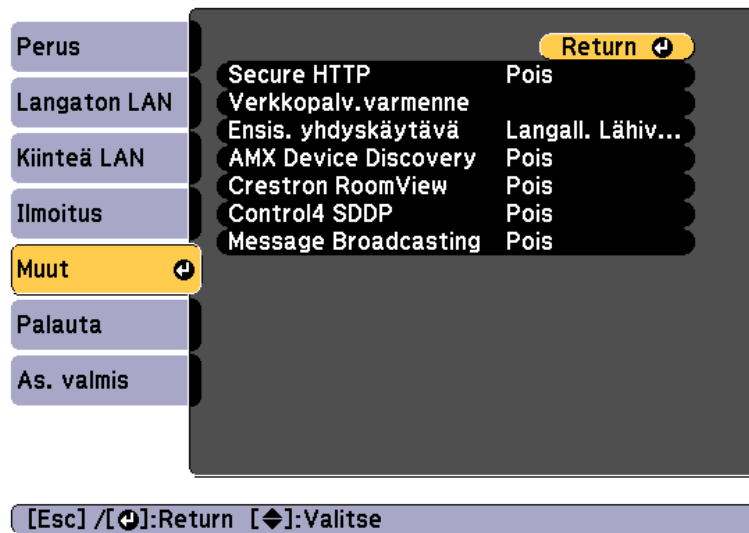 Perus
Langaton LAN
Kiinteä LAN
Ilmoitus
Muut
Palauta
As. valmis
Return
Secure HTTP Pois
Verkkopalv.varmenne
Ensis. yhdyskäytävä Langall. Lähiv...
AMX Device Discovery Pois
Crestron RoomView Pois
Control4 SDDP Pois
Message Broadcasting Pois
[Esc] /[⏎]:Return [◆]:Valitse